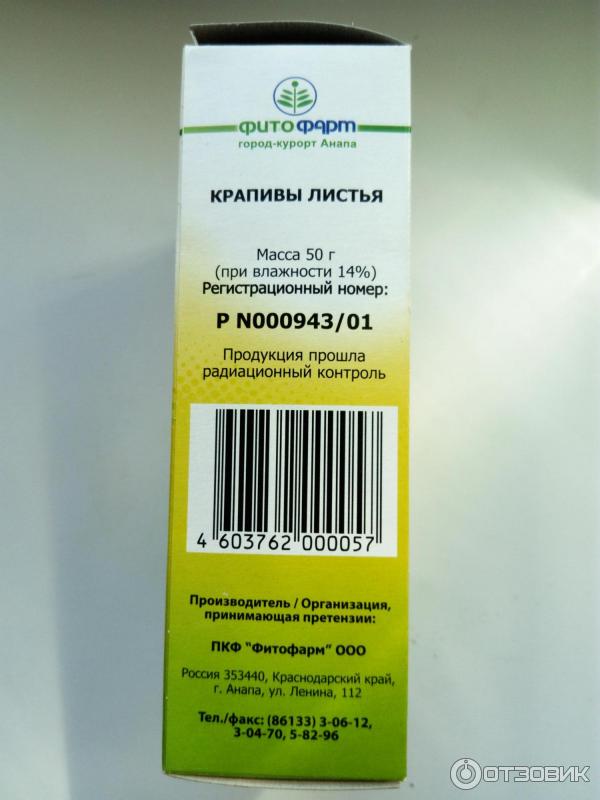 фито фарм
город-курорт Анапа
КРАПИВЫ ЛИСТЬЯ
Масса 50 г
(при влажности 14%)
Регистрационный номер:
Р N000943/01
Продукция прошла
радиационный контроль
4 603762 000057
Производитель / Организация,
принимающая претензии:
ПКФ "Фитофарм" ООО
Россия 353440, Краснодарский край,
г. Анапа, ул. Ленина, 112
Тел./факс: (86133) 3-06-12,
3-04-70, 5-82-96
ОТЗОВИК